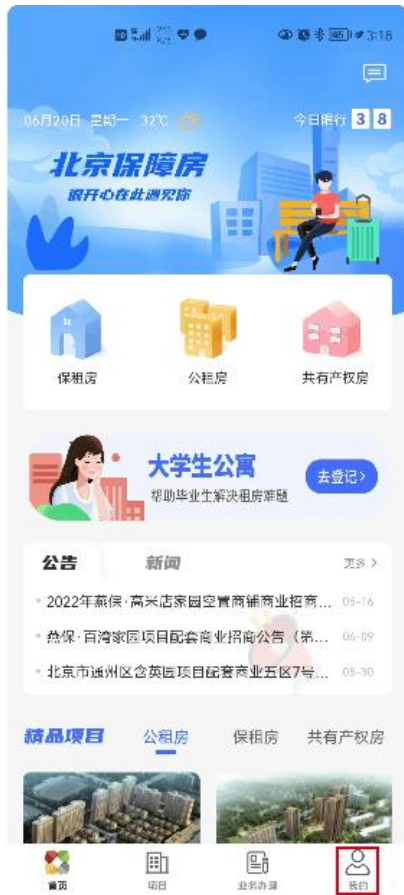 3:18
06月20日 星期一 32℃
今日限行 3 8
北京保障房
很开心在此遇见你
保租房 公租房 共有产权房
大学生公寓
帮助毕业生解决租房难题
去登记>
公告 新闻 更多 >
2022年燕保·高米店家园空置商铺商业招商... 06-16
燕保·百湾家园项目配套商业招商公告（第... 06-09
北京市通州区含英园项目配套商业五区7号... 05-30
精品项目 公租房 保租房 共有产权房
首页 项目 业务办理 我的